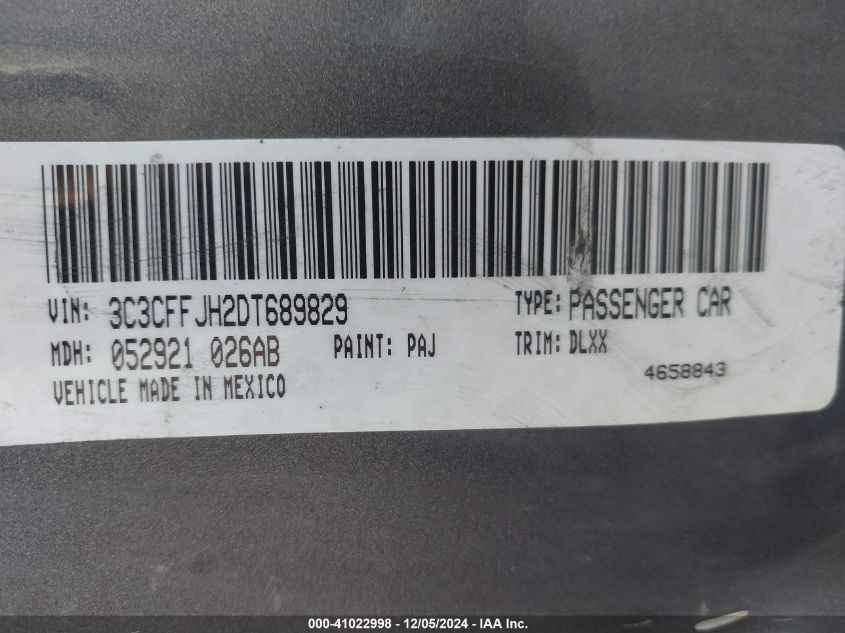 VIN: 3C3CFFJH2DT689829 TYPE: PASSENGER CAR
MDH: 052921 026AB PAINT: PAJ TRIM: DLXX
VEHICLE MADE IN MEXICO 4658843
000-41022998 - 12/05/2024 - IAA Inc.